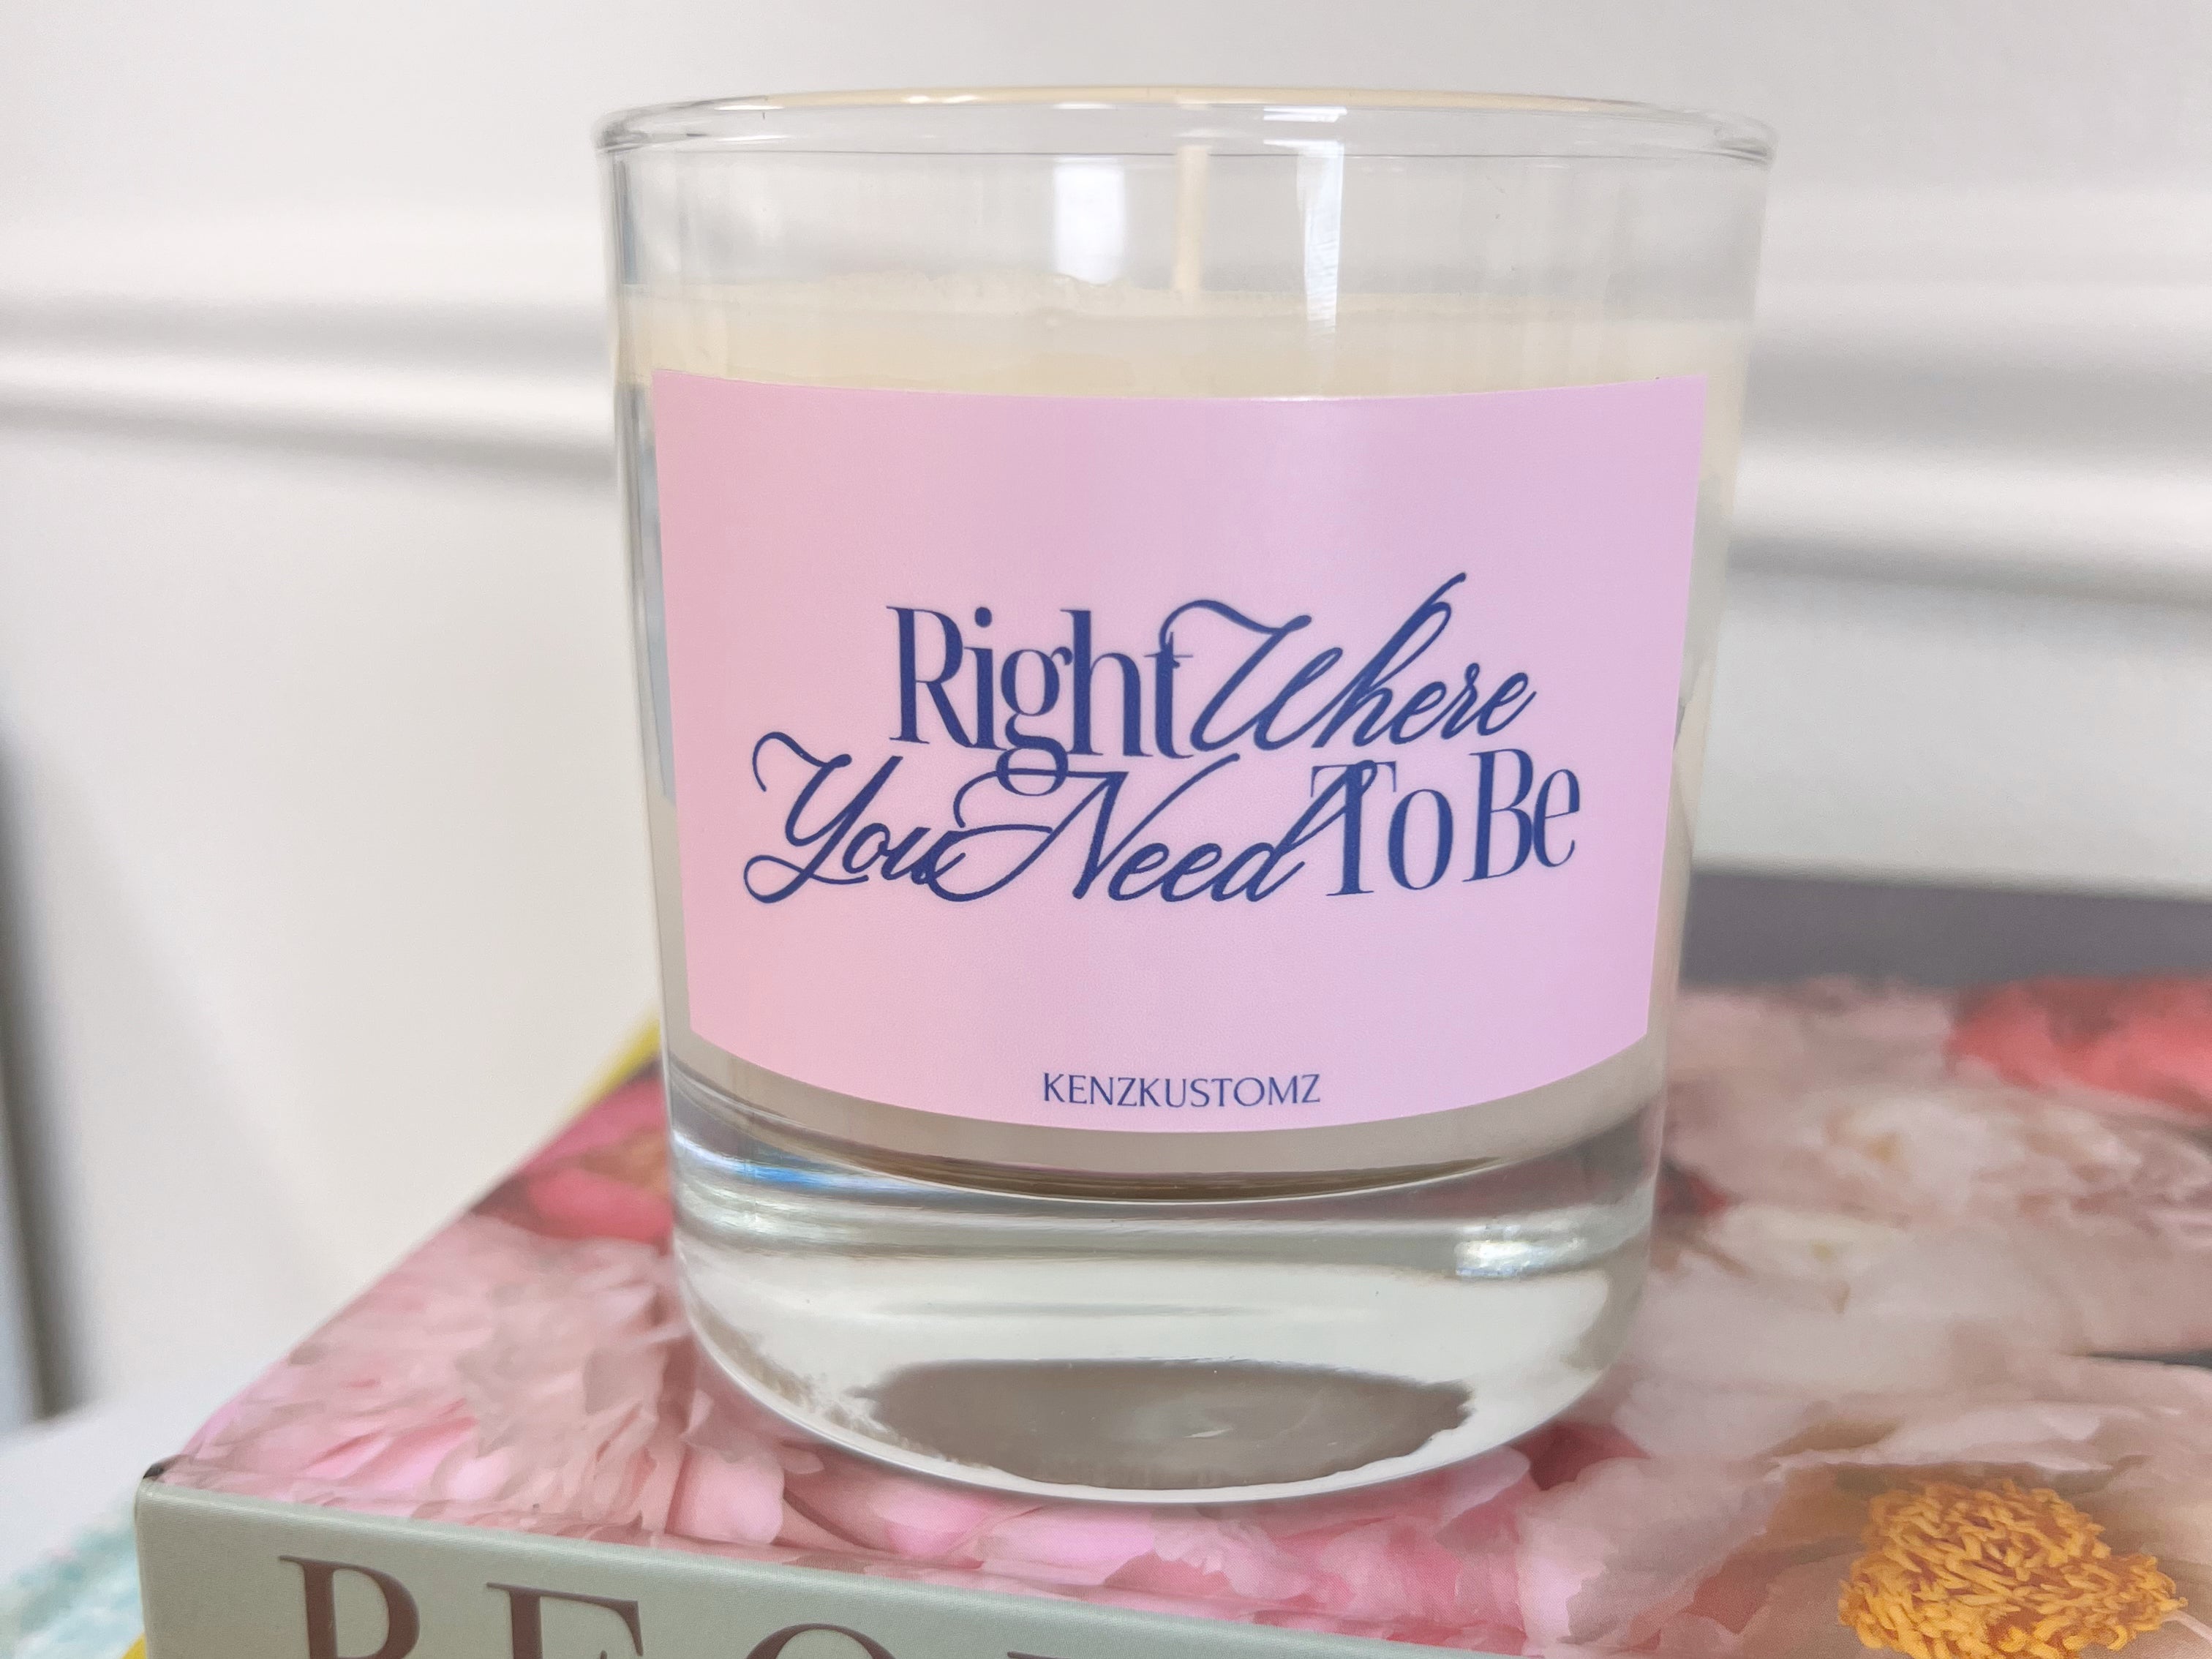 Right Where
You Need To Be
KENZKUSTOMZ